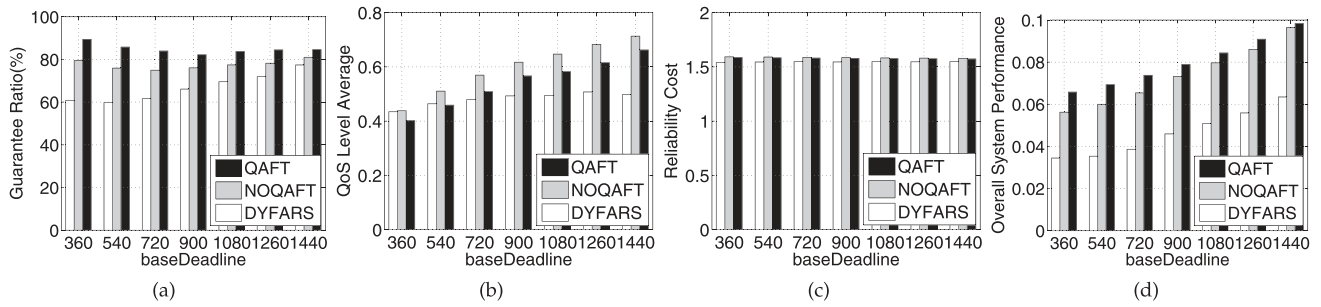 Guarantee Ratio(%)
100
80
60
40
20
0
QAFT
NOQAFT
DYFARS
360 540 720 900 1080 1260 1440
baseDeadline
(a)
QoS Level Average
0.8
0.6
0.4
0.2
0
QAFT
NOQAFT
DYFARS
360 540 720 900 1080 1260 1440
baseDeadline
(b)
Reliability Cost
2
1.5
1
0.5
0
QAFT
NOQAFT
DYFARS
360 540 720 900 1080 1260 1440
baseDeadline
(c)
Overall System Performance
0.1
0.08
0.06
0.04
0.02
0
QAFT
NOQAFT
DYFARS
360 540 720 900 1080 1260 1440
baseDeadline
(d)